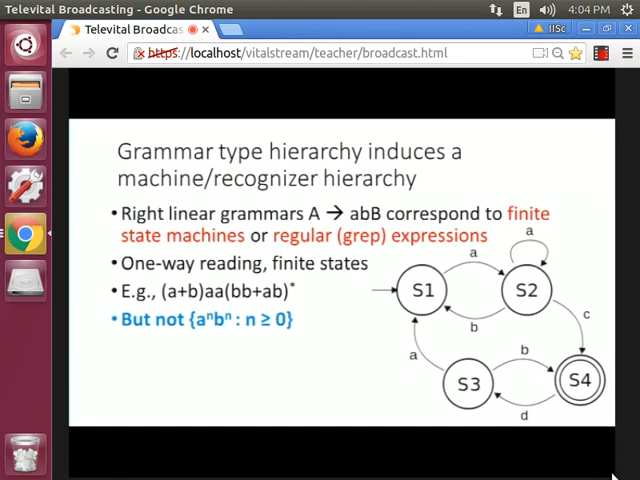 Televital Broadcasting - Google Chrome
En
4:04 PM
Televital Broadcas
IISc
https://localhost/vitalstream/teacher/broadcast.html
Grammar type hierarchy induces a
machine/recognizer hierarchy
• Right linear grammars A → abB correspond to finite
state machines or regular (grep) expressions
• One-way reading, finite states
• E.g., (a+b)aa(bb+ab)*
• But not {aⁿbⁿ : n ≥ 0}
a
a
S1
S2
b
c
a
b
S3
S4
d